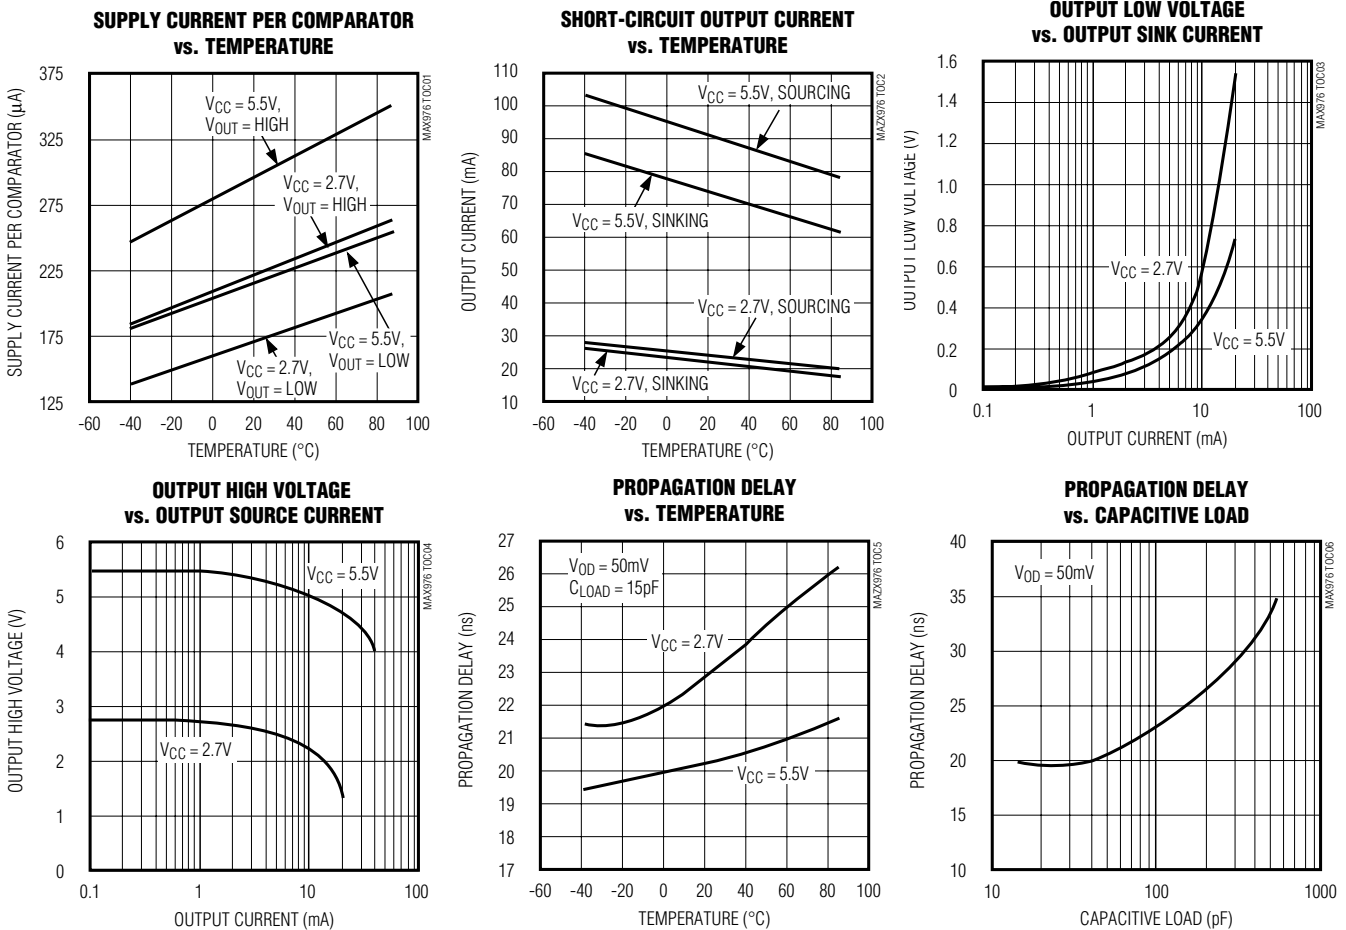 SUPPLY CURRENT PER COMPARATOR
vs. TEMPERATURE
SUPPLY CURRENT PER COMPARATOR (µA)
375
325
275
225
175
125
VCC = 5.5V,
VOUT = HIGH
VCC = 2.7V,
VOUT = HIGH
VCC = 5.5V,
VOUT = LOW
VCC = 2.7V,
VOUT = LOW
-60 -40 -20 0 20 40 60 80 100
TEMPERATURE (°C)
MAX976 TOC01
SHORT-CIRCUIT OUTPUT CURRENT
vs. TEMPERATURE
OUTPUT CURRENT (mA)
110
100
90
80
70
60
50
40
30
20
10
VCC = 5.5V, SOURCING
VCC = 5.5V, SINKING
VCC = 2.7V, SOURCING
VCC = 2.7V, SINKING
-60 -40 -20 0 20 40 60 80 100
TEMPERATURE (°C)
MAZX976 TOC2
OUTPUT LOW VOLTAGE
vs. OUTPUT SINK CURRENT
OUTPUT LOW VOLTAGE (V)
1.6
1.4
1.2
1.0
0.8
0.6
0.4
0.2
0
VCC = 2.7V
VCC = 5.5V
0.1 1 10 100
OUTPUT CURRENT (mA)
MAX976 TOC03
OUTPUT HIGH VOLTAGE
vs. OUTPUT SOURCE CURRENT
OUTPUT HIGH VOLTAGE (V)
6
5
4
3
2
1
0
VCC = 5.5V
VCC = 2.7V
0.1 1 10 100
OUTPUT CURRENT (mA)
MAX976 TOC04
PROPAGATION DELAY
vs. TEMPERATURE
PROPAGATION DELAY (ns)
27
26
25
24
23
22
21
20
19
18
17
VOD = 50mV
CLOAD = 15pF
VCC = 2.7V
VCC = 5.5V
-60 -40 -20 0 20 40 60 80 100
TEMPERATURE (°C)
MAZX976 TOC5
PROPAGATION DELAY
vs. CAPACITIVE LOAD
PROPAGATION DELAY (ns)
40
35
30
25
20
15
10
VOD = 50mV
10 100 1000
CAPACITIVE LOAD (pF)
MAX976 TOC06